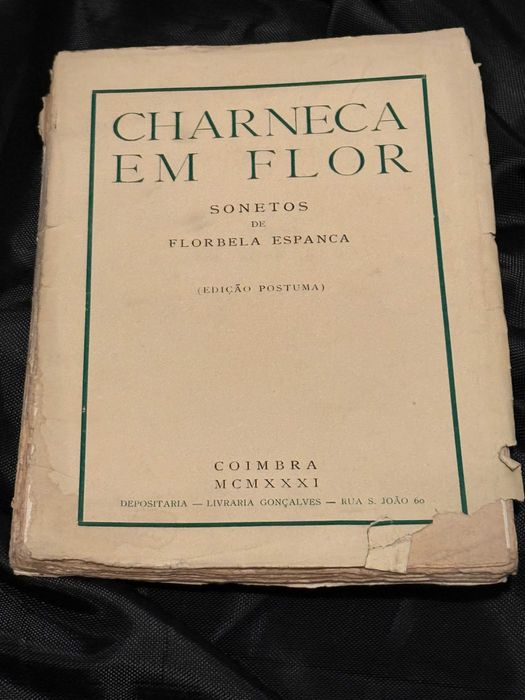 CHARNECA
EM FLOR
SONETOS
DE
FLORBELA ESPANCA
(EDIÇÃO POSTUMA)
COIMBRA
MCMXXXI
DEPOSITARIA — LIVRARIA GONÇALVES — RUA S. JOÃO 60